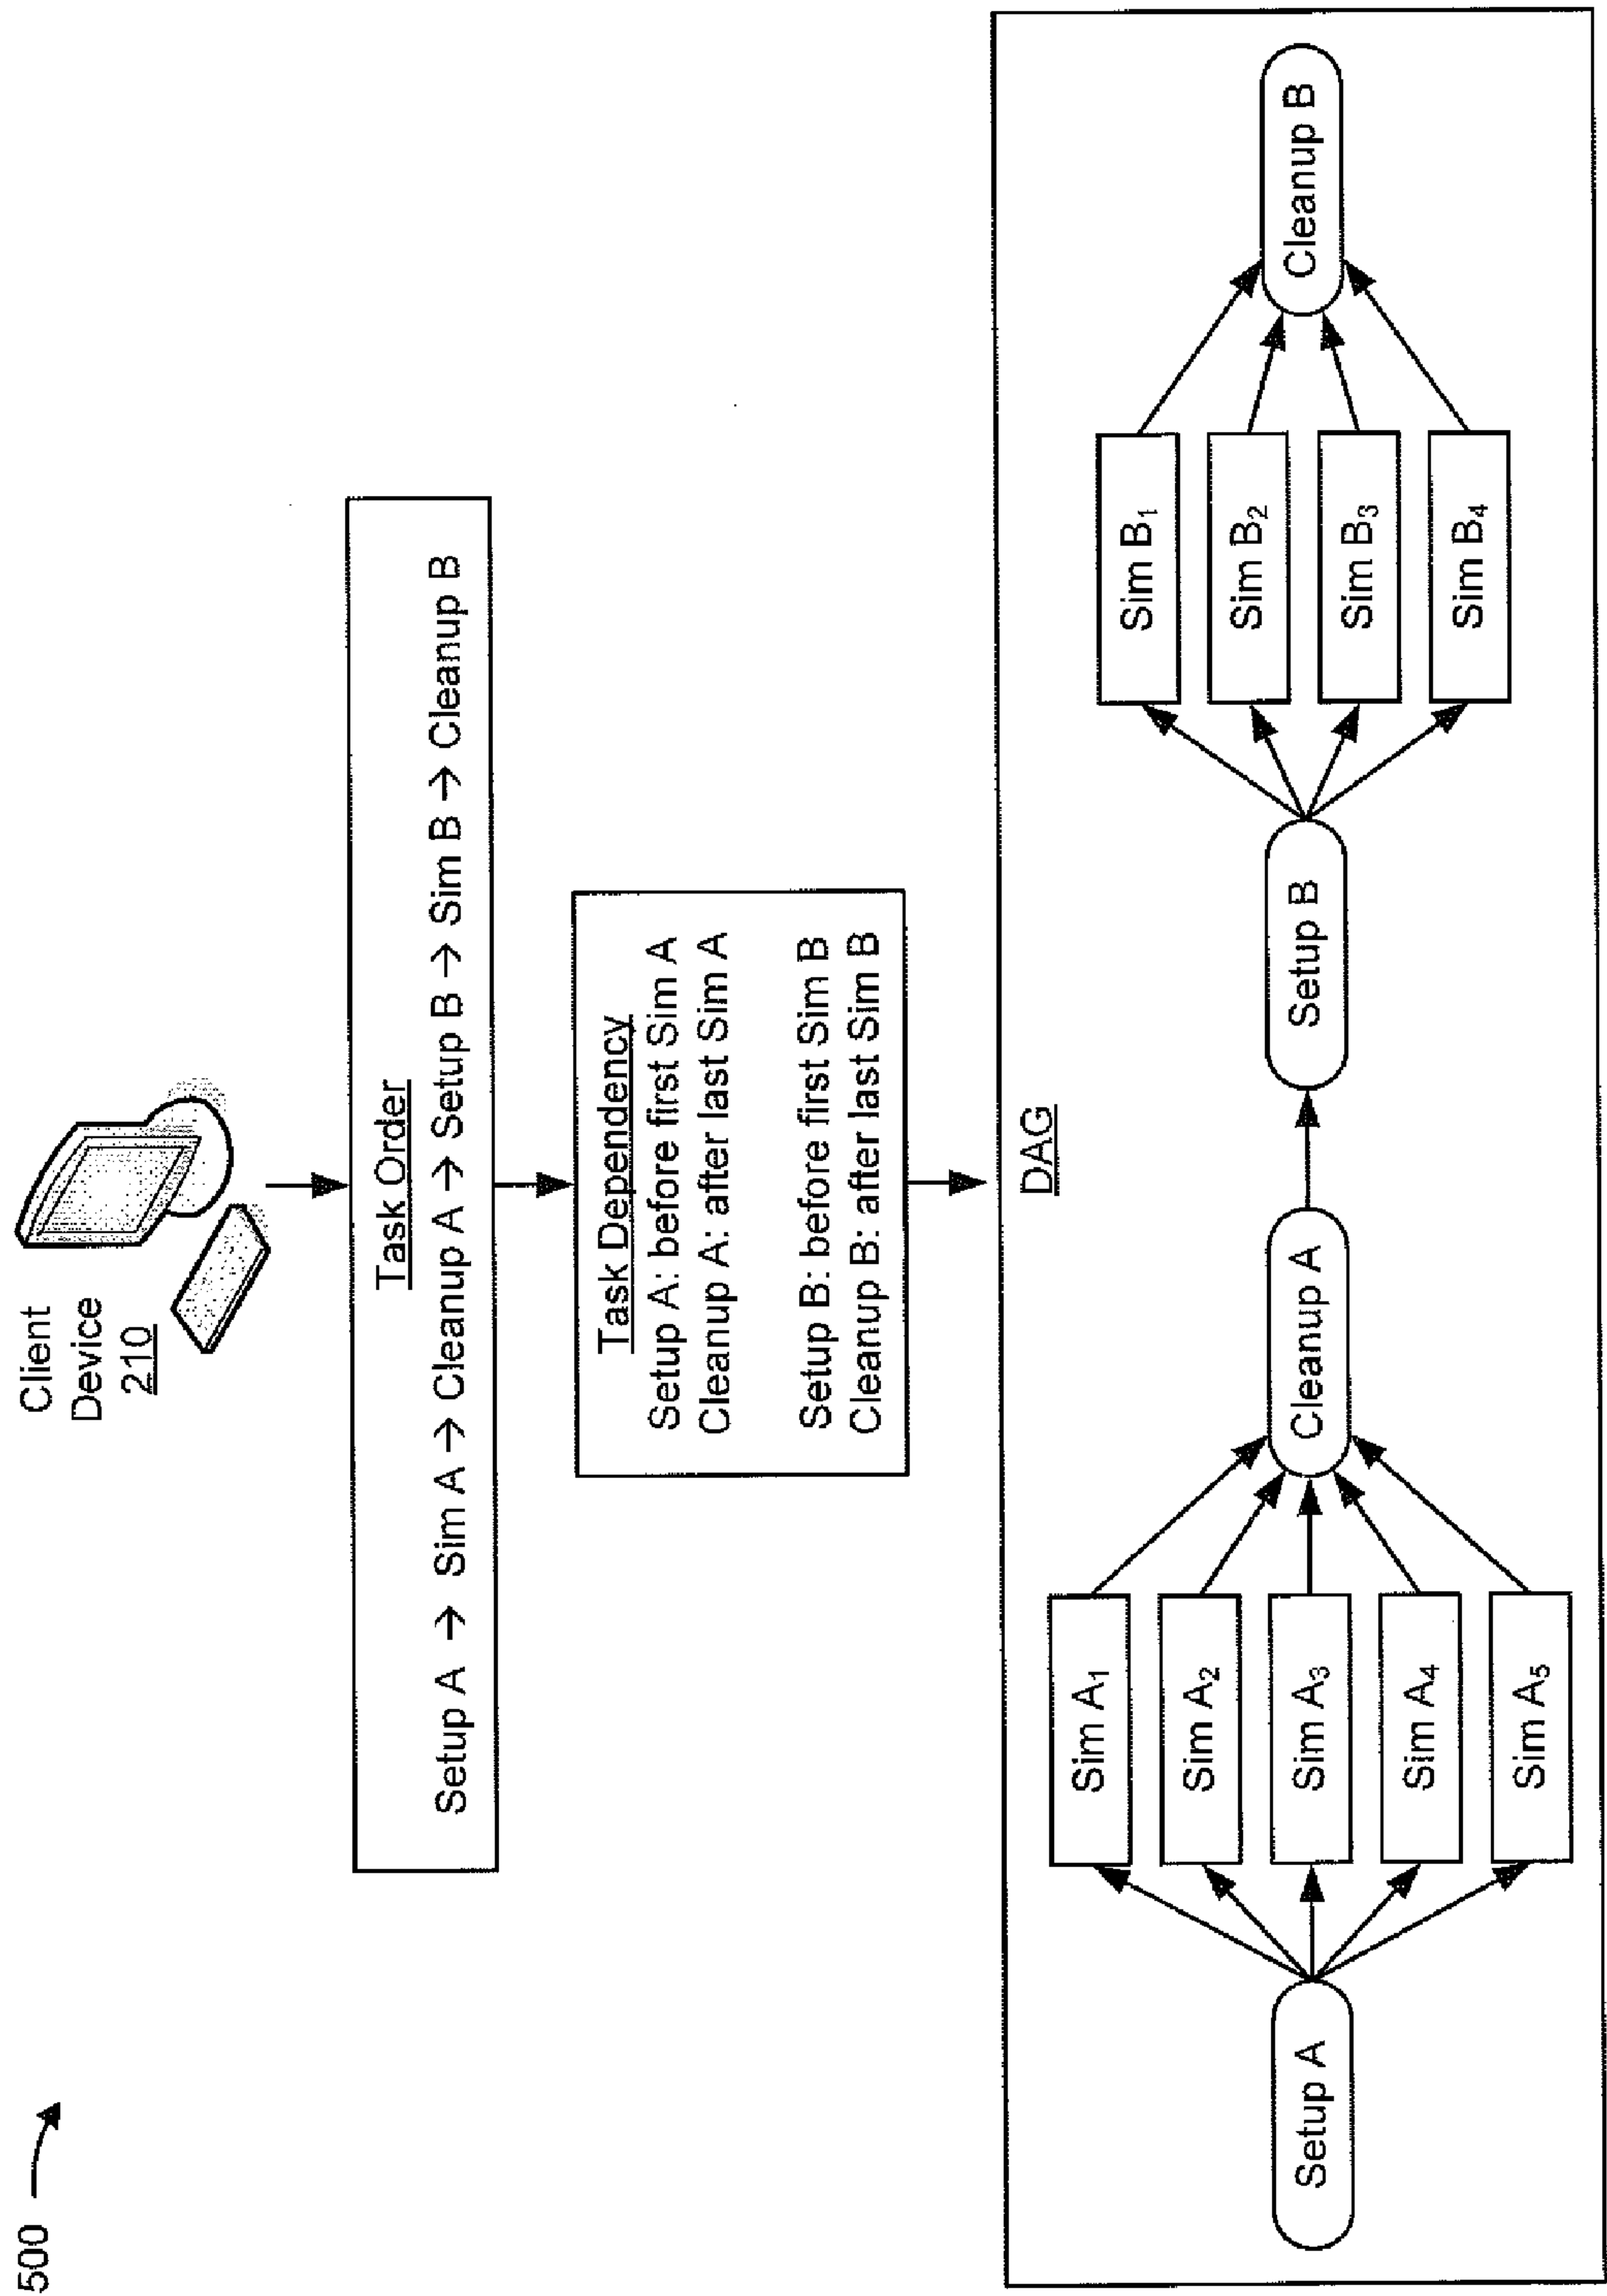 500
Client
Device
210
Task Order
Setup A → Sim A → Cleanup A → Setup B → Sim B → Cleanup B
Task Dependency
Setup A: before first Sim A
Cleanup A: after last Sim A
Setup B: before first Sim B
Cleanup B: after last Sim B
DAG
Setup A
Sim A₁
Sim A₂
Sim A₃
Sim A₄
Sim A₅
Cleanup A
Setup B
Sim B₁
Sim B₂
Sim B₃
Sim B₄
Cleanup B